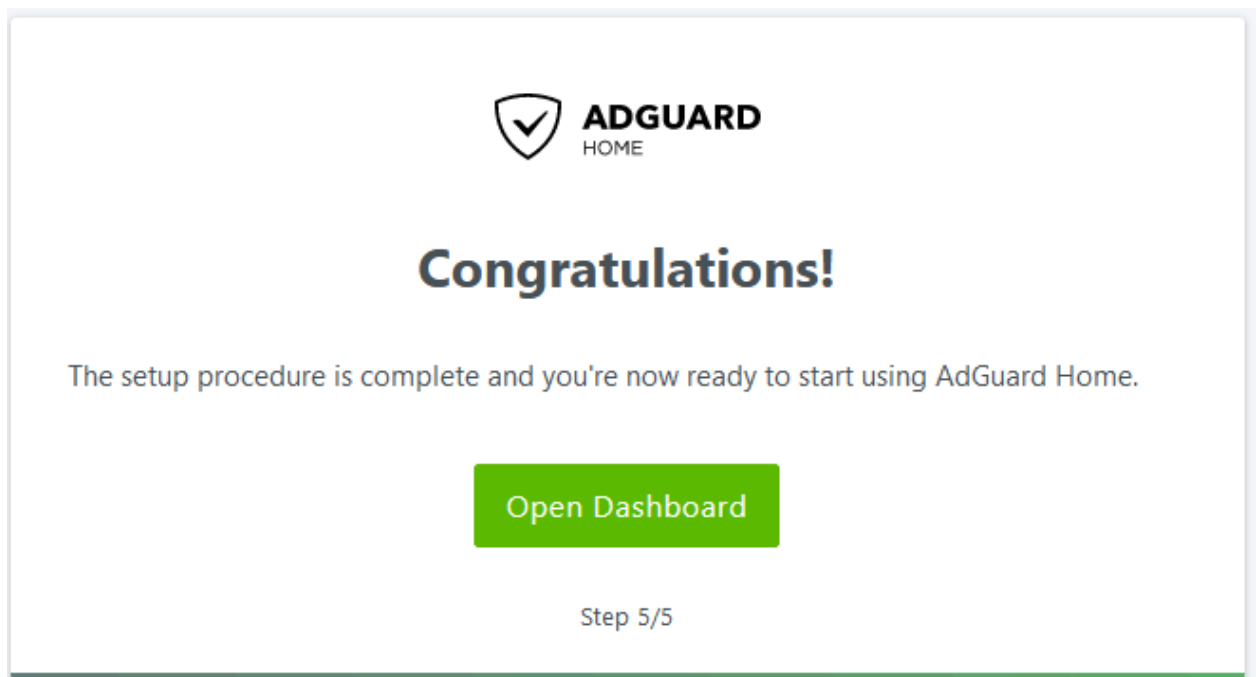 ADGUARD
HOME
Congratulations!
The setup procedure is complete and you're now ready to start using AdGuard Home.
Open Dashboard
Step 5/5